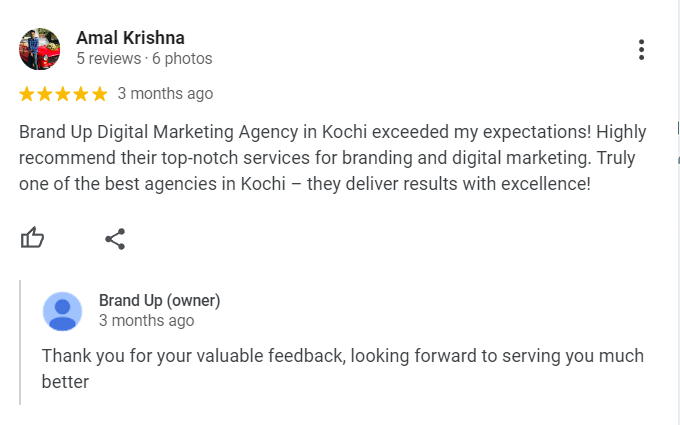 Amal Krishna
5 reviews · 6 photos
3 months ago
Brand Up Digital Marketing Agency in Kochi exceeded my expectations! Highly
recommend their top-notch services for branding and digital marketing. Truly
one of the best agencies in Kochi – they deliver results with excellence!
Brand Up (owner)
3 months ago
Thank you for your valuable feedback, looking forward to serving you much
better